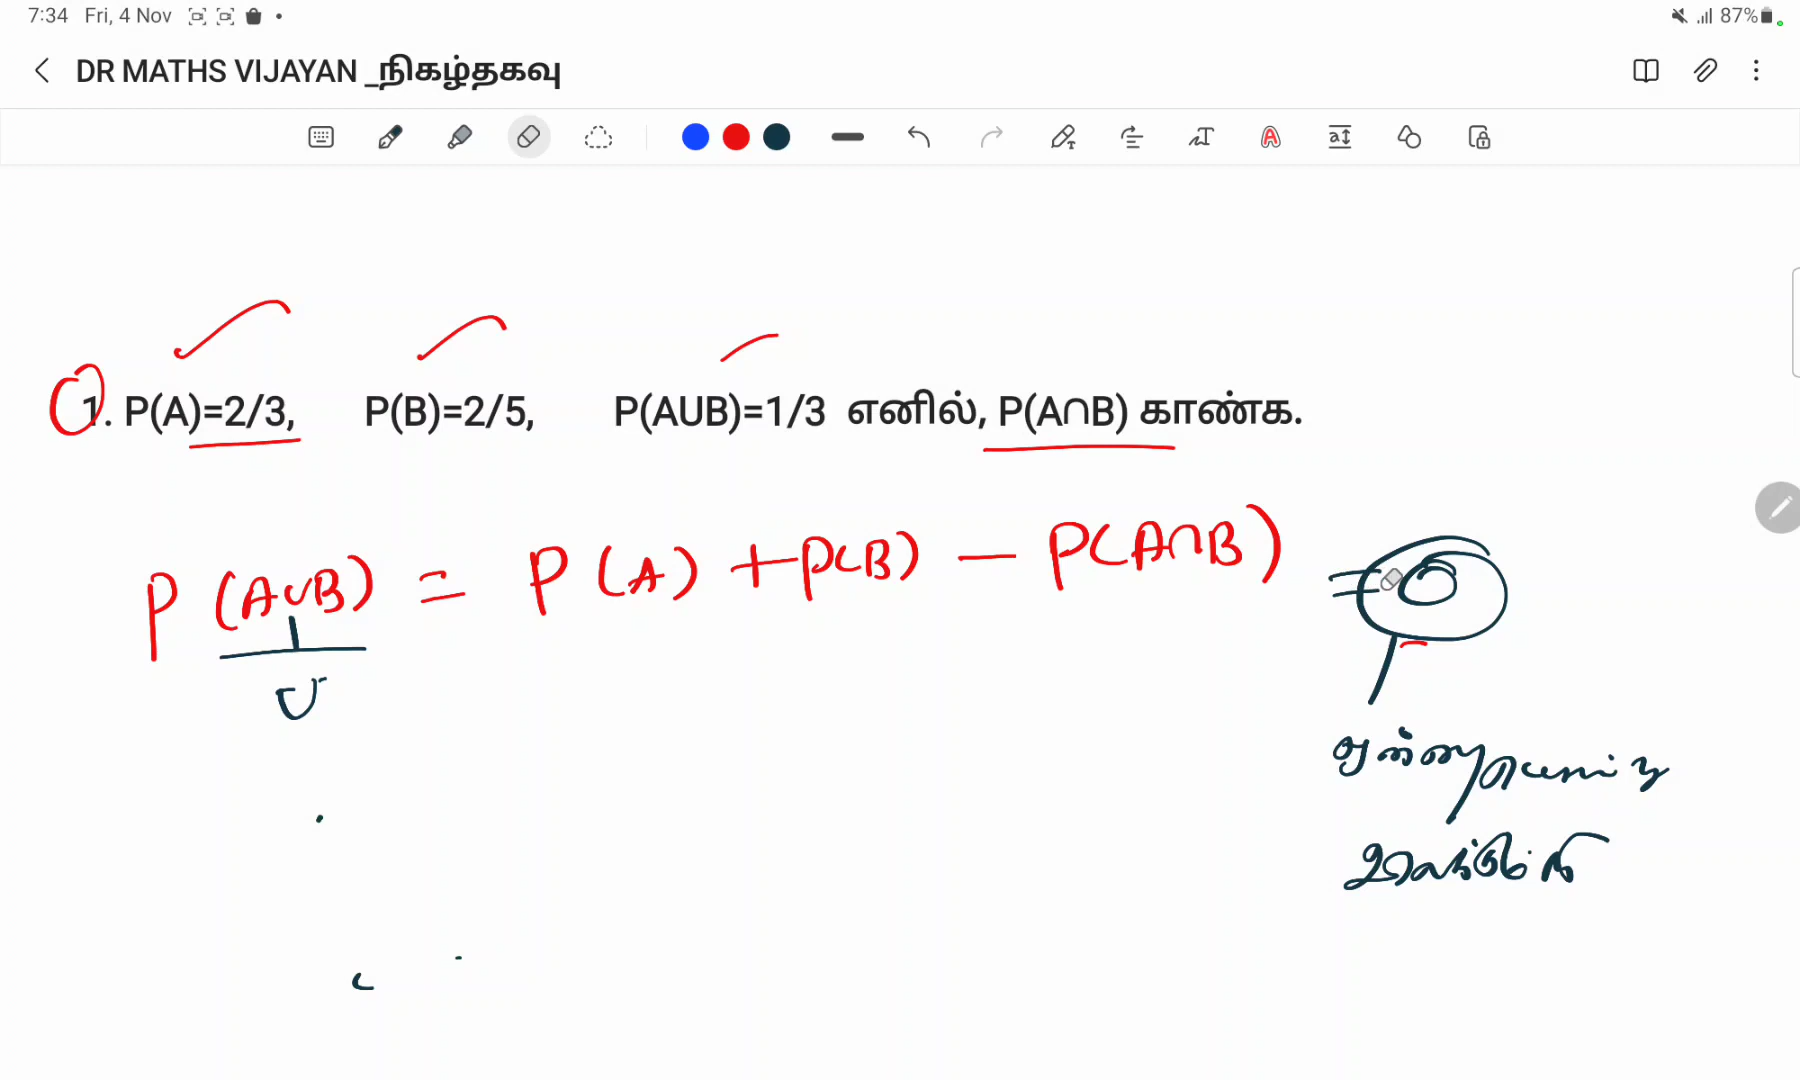 7:34 Fri, 4 Nov 87%
DR MATHS VIJAYAN _நிகழ்தகவு
1. P(A)=2/3, P(B)=2/5, P(AUB)=1/3 எனில், P(A∩B) காண்க.
P (A∪B) = P (A) + P(B) — P(A∩B)
∪